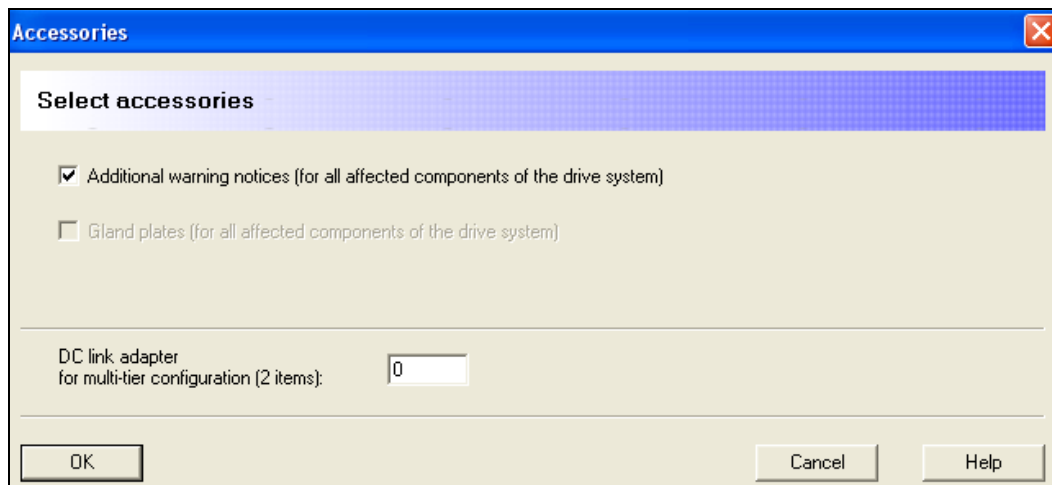 Accessories
Select accessories
Additional warning notices (for all affected components of the drive system)
Gland plates (for all affected components of the drive system)
DC link adapter
for multi-tier configuration (2 items):
0
OK
Cancel
Help